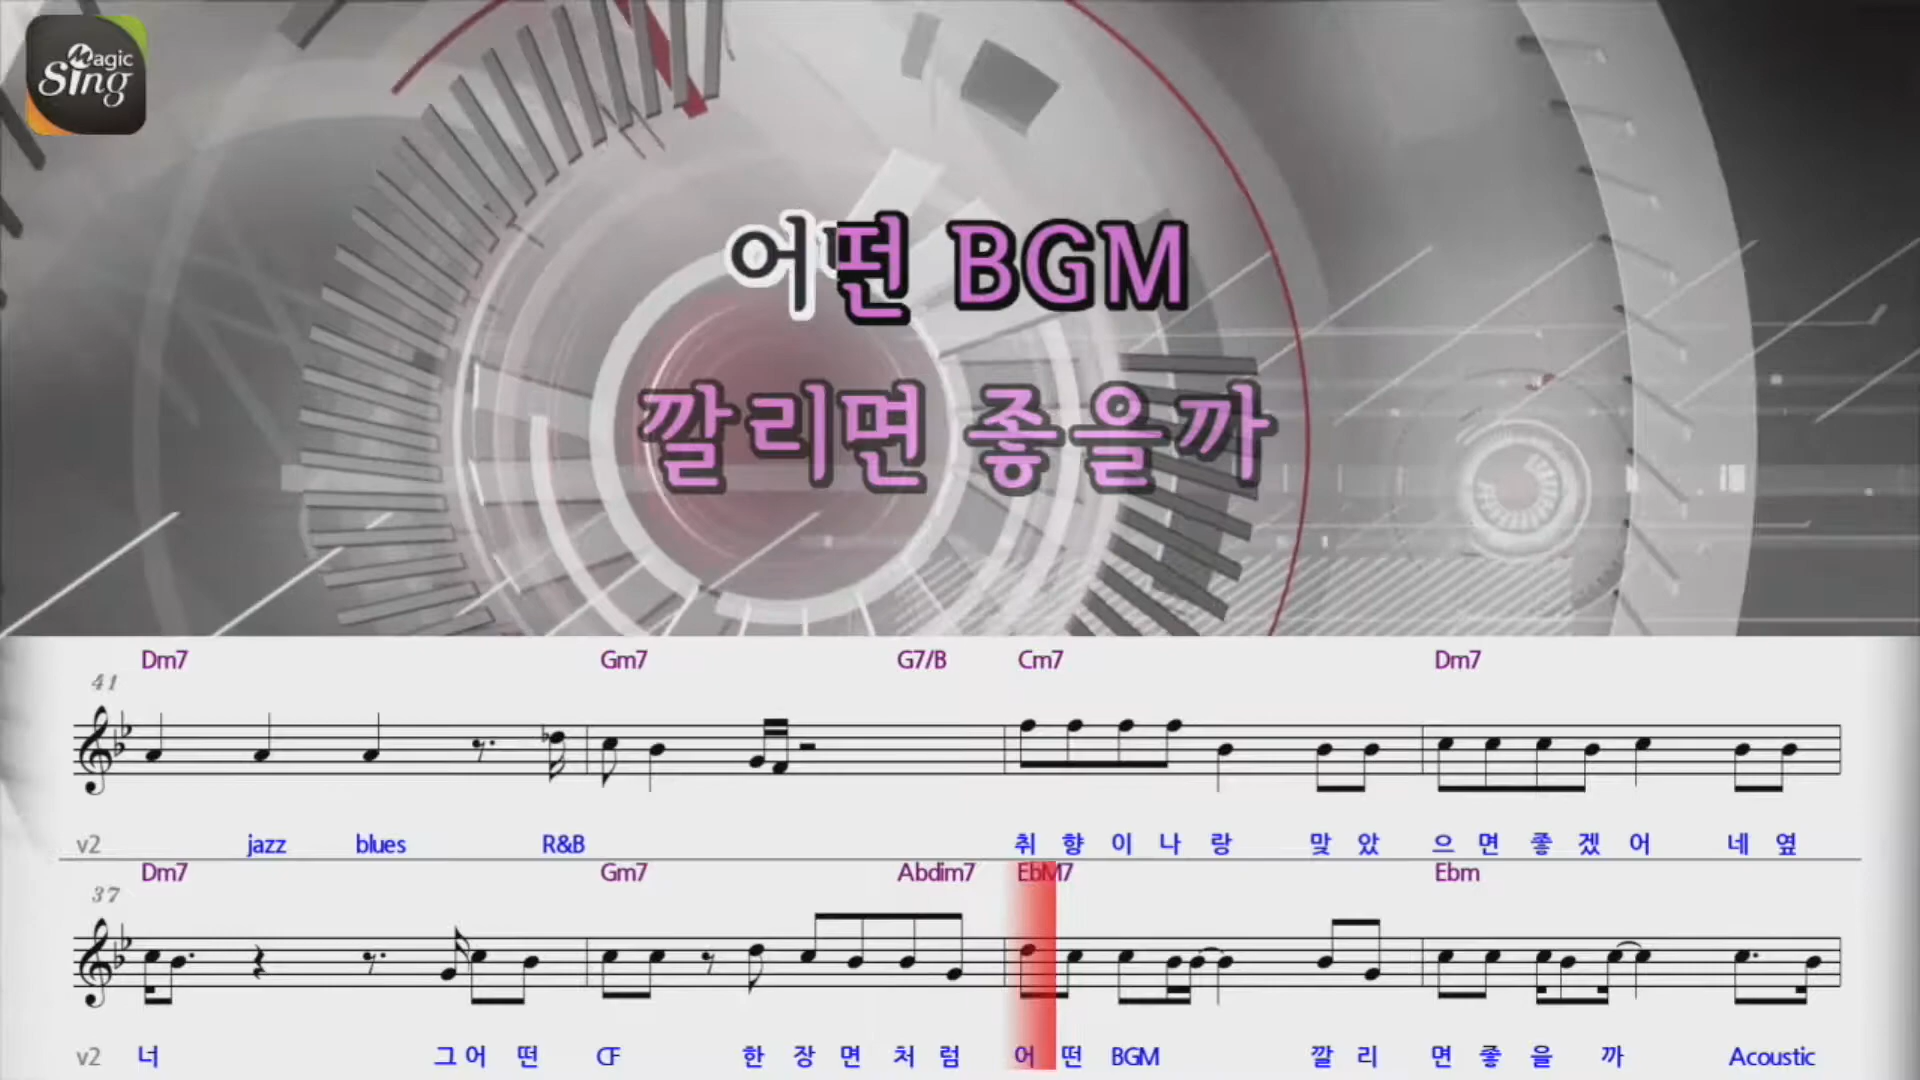 Magic
Sing
어떤 BGM
깔리면 좋을까
Dm7 Gm7 G7/B Cm7 Dm7
41
v2 jazz blues R&B 취 향 이 나 랑 맞 았 으 면 좋 겠 어 네 옆
Dm7 Gm7 Abdim7 EbM7 Ebm
37
v2 너 그 어 떤 CF 한 장 면 처 럼 어 떤 BGM 깔 리 면 좋 을 까 Acoustic